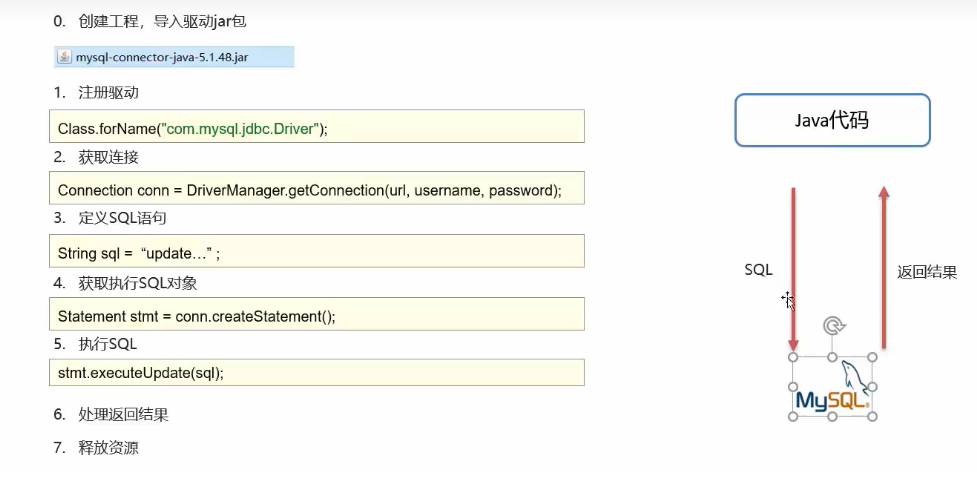 0. 创建工程，导入驱动jar包
mysql-connector-java-5.1.48.jar
1. 注册驱动
Class.forName("com.mysql.jdbc.Driver");
2. 获取连接
Connection conn = DriverManager.getConnection(url, username, password);
3. 定义SQL语句
String sql = “update…” ;
4. 获取执行SQL对象
Statement stmt = conn.createStatement();
5. 执行SQL
stmt.executeUpdate(sql);
6. 处理返回结果
7. 释放资源
Java代码
SQL
返回结果
MySQL®